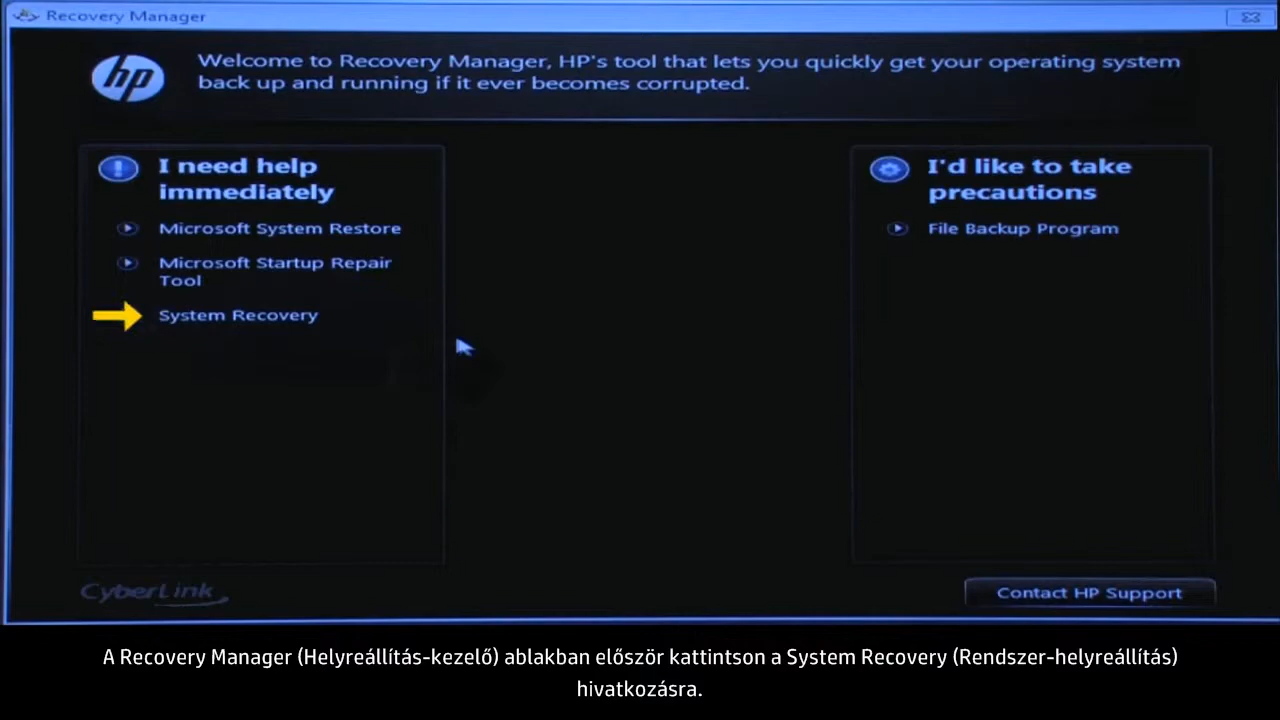 Recovery Manager
hp
Welcome to Recovery Manager, HP's tool that lets you quickly get your operating system
back up and running if it ever becomes corrupted.
I need help
immediately
Microsoft System Restore
Microsoft Startup Repair
Tool
System Recovery
I'd like to take
precautions
File Backup Program
CyberLink
Contact HP Support
A Recovery Manager (Helyreállítás-kezelő) ablakban először kattintson a System Recovery (Rendszer-helyreállítás)
hivatkozásra.